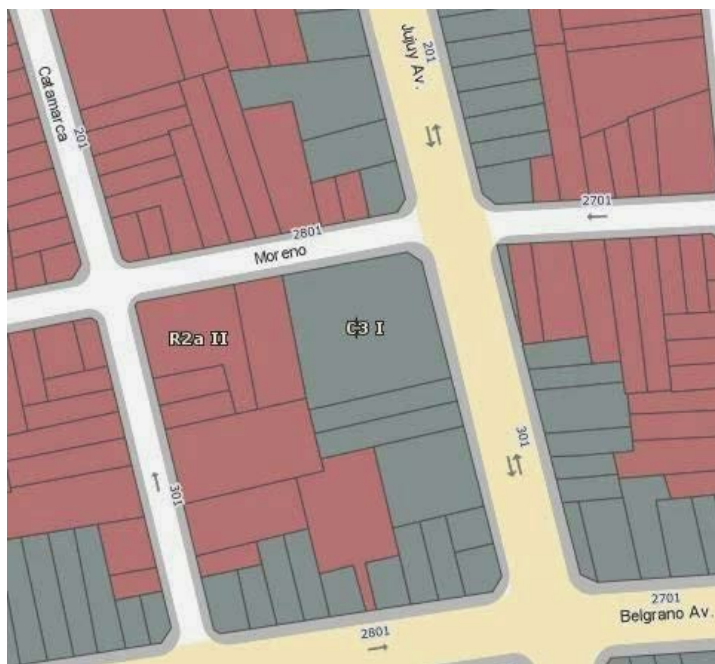 Jujuy Av.
201
Catamarca
201
2701
2801
Moreno
R2a II
C3 I
301
301
2701
Belgrano Av.
2801